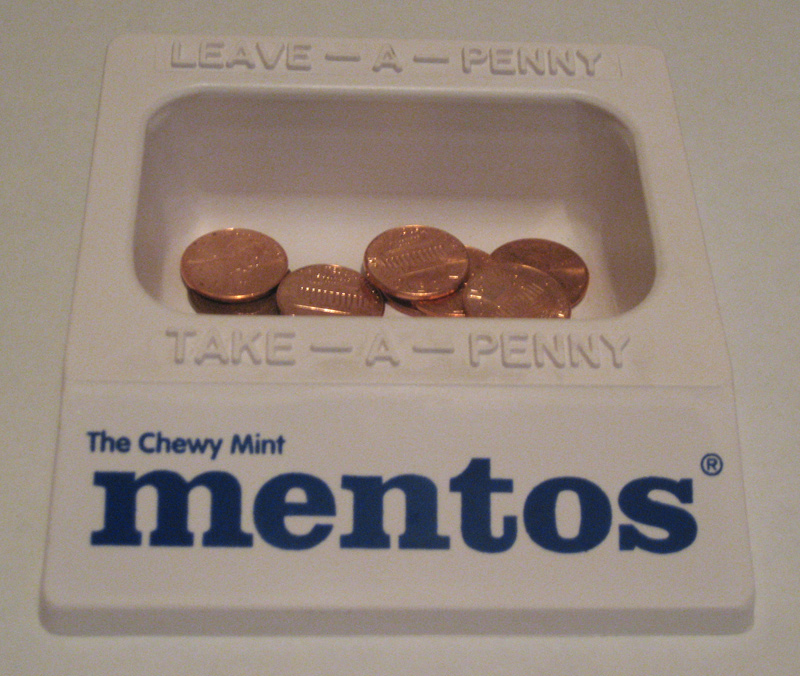 LEAVE—A—PENNY
TAKE—A—PENNY
The Chewy Mint
mentos®